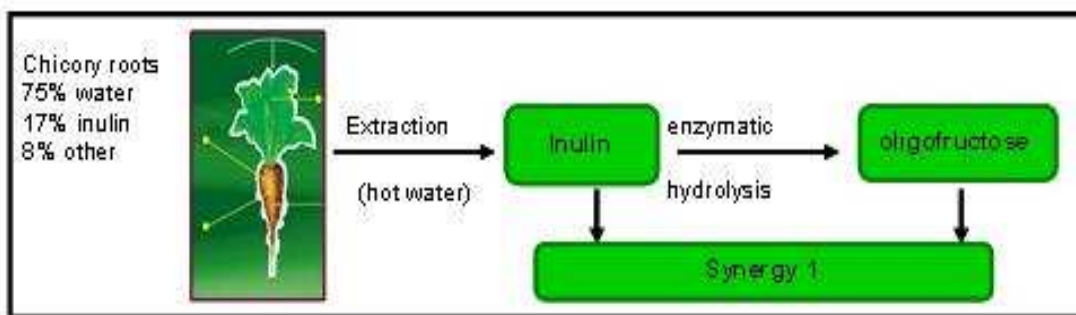 Chicory roots
75% water
17% inulin
8% other
Extraction
(hot water)
Inulin
enzymatic
hydrolysis
oligofructose
Synergy 1